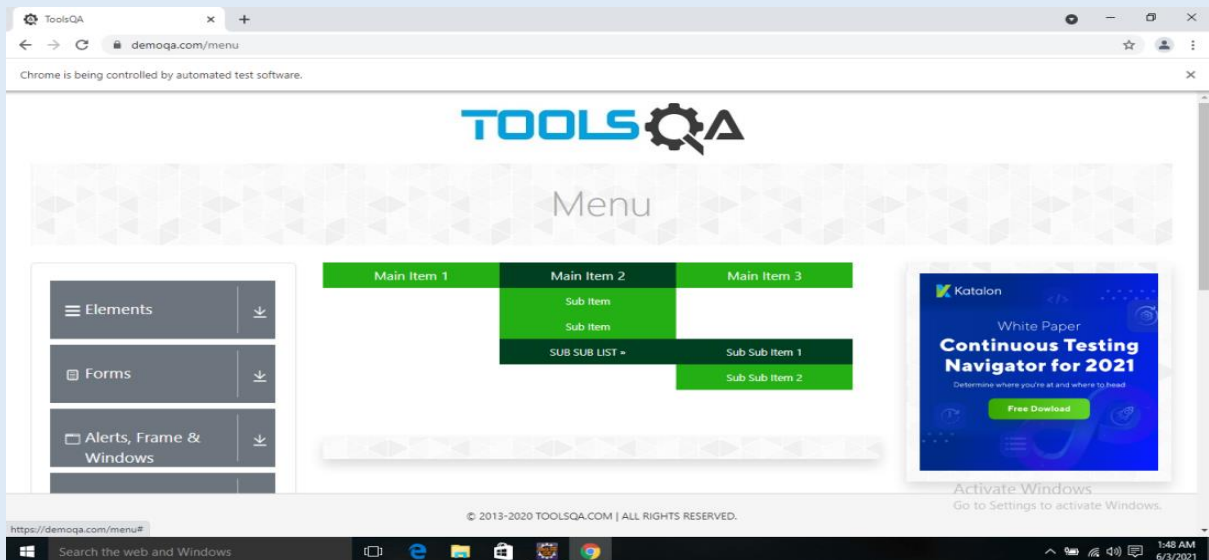 ToolsQA
demoqa.com/menu
Chrome is being controlled by automated test software.
TOOLSQA
Menu
Main Item 1 Main Item 2 Main Item 3
Sub Item
Sub Item
SUB SUB LIST » Sub Sub Item 1
Sub Sub Item 2
Elements
Forms
Alerts, Frame &
Windows
Katalon
</>
White Paper
Continuous Testing
Navigator for 2021
Determine where you're at and where to head
Free Dowload
Activate Windows
Go to Settings to activate Windows.
© 2013-2020 TOOLSQA.COM | ALL RIGHTS RESERVED.
https://demoqa.com/menu#
Search the web and Windows
1:48 AM
6/3/2021